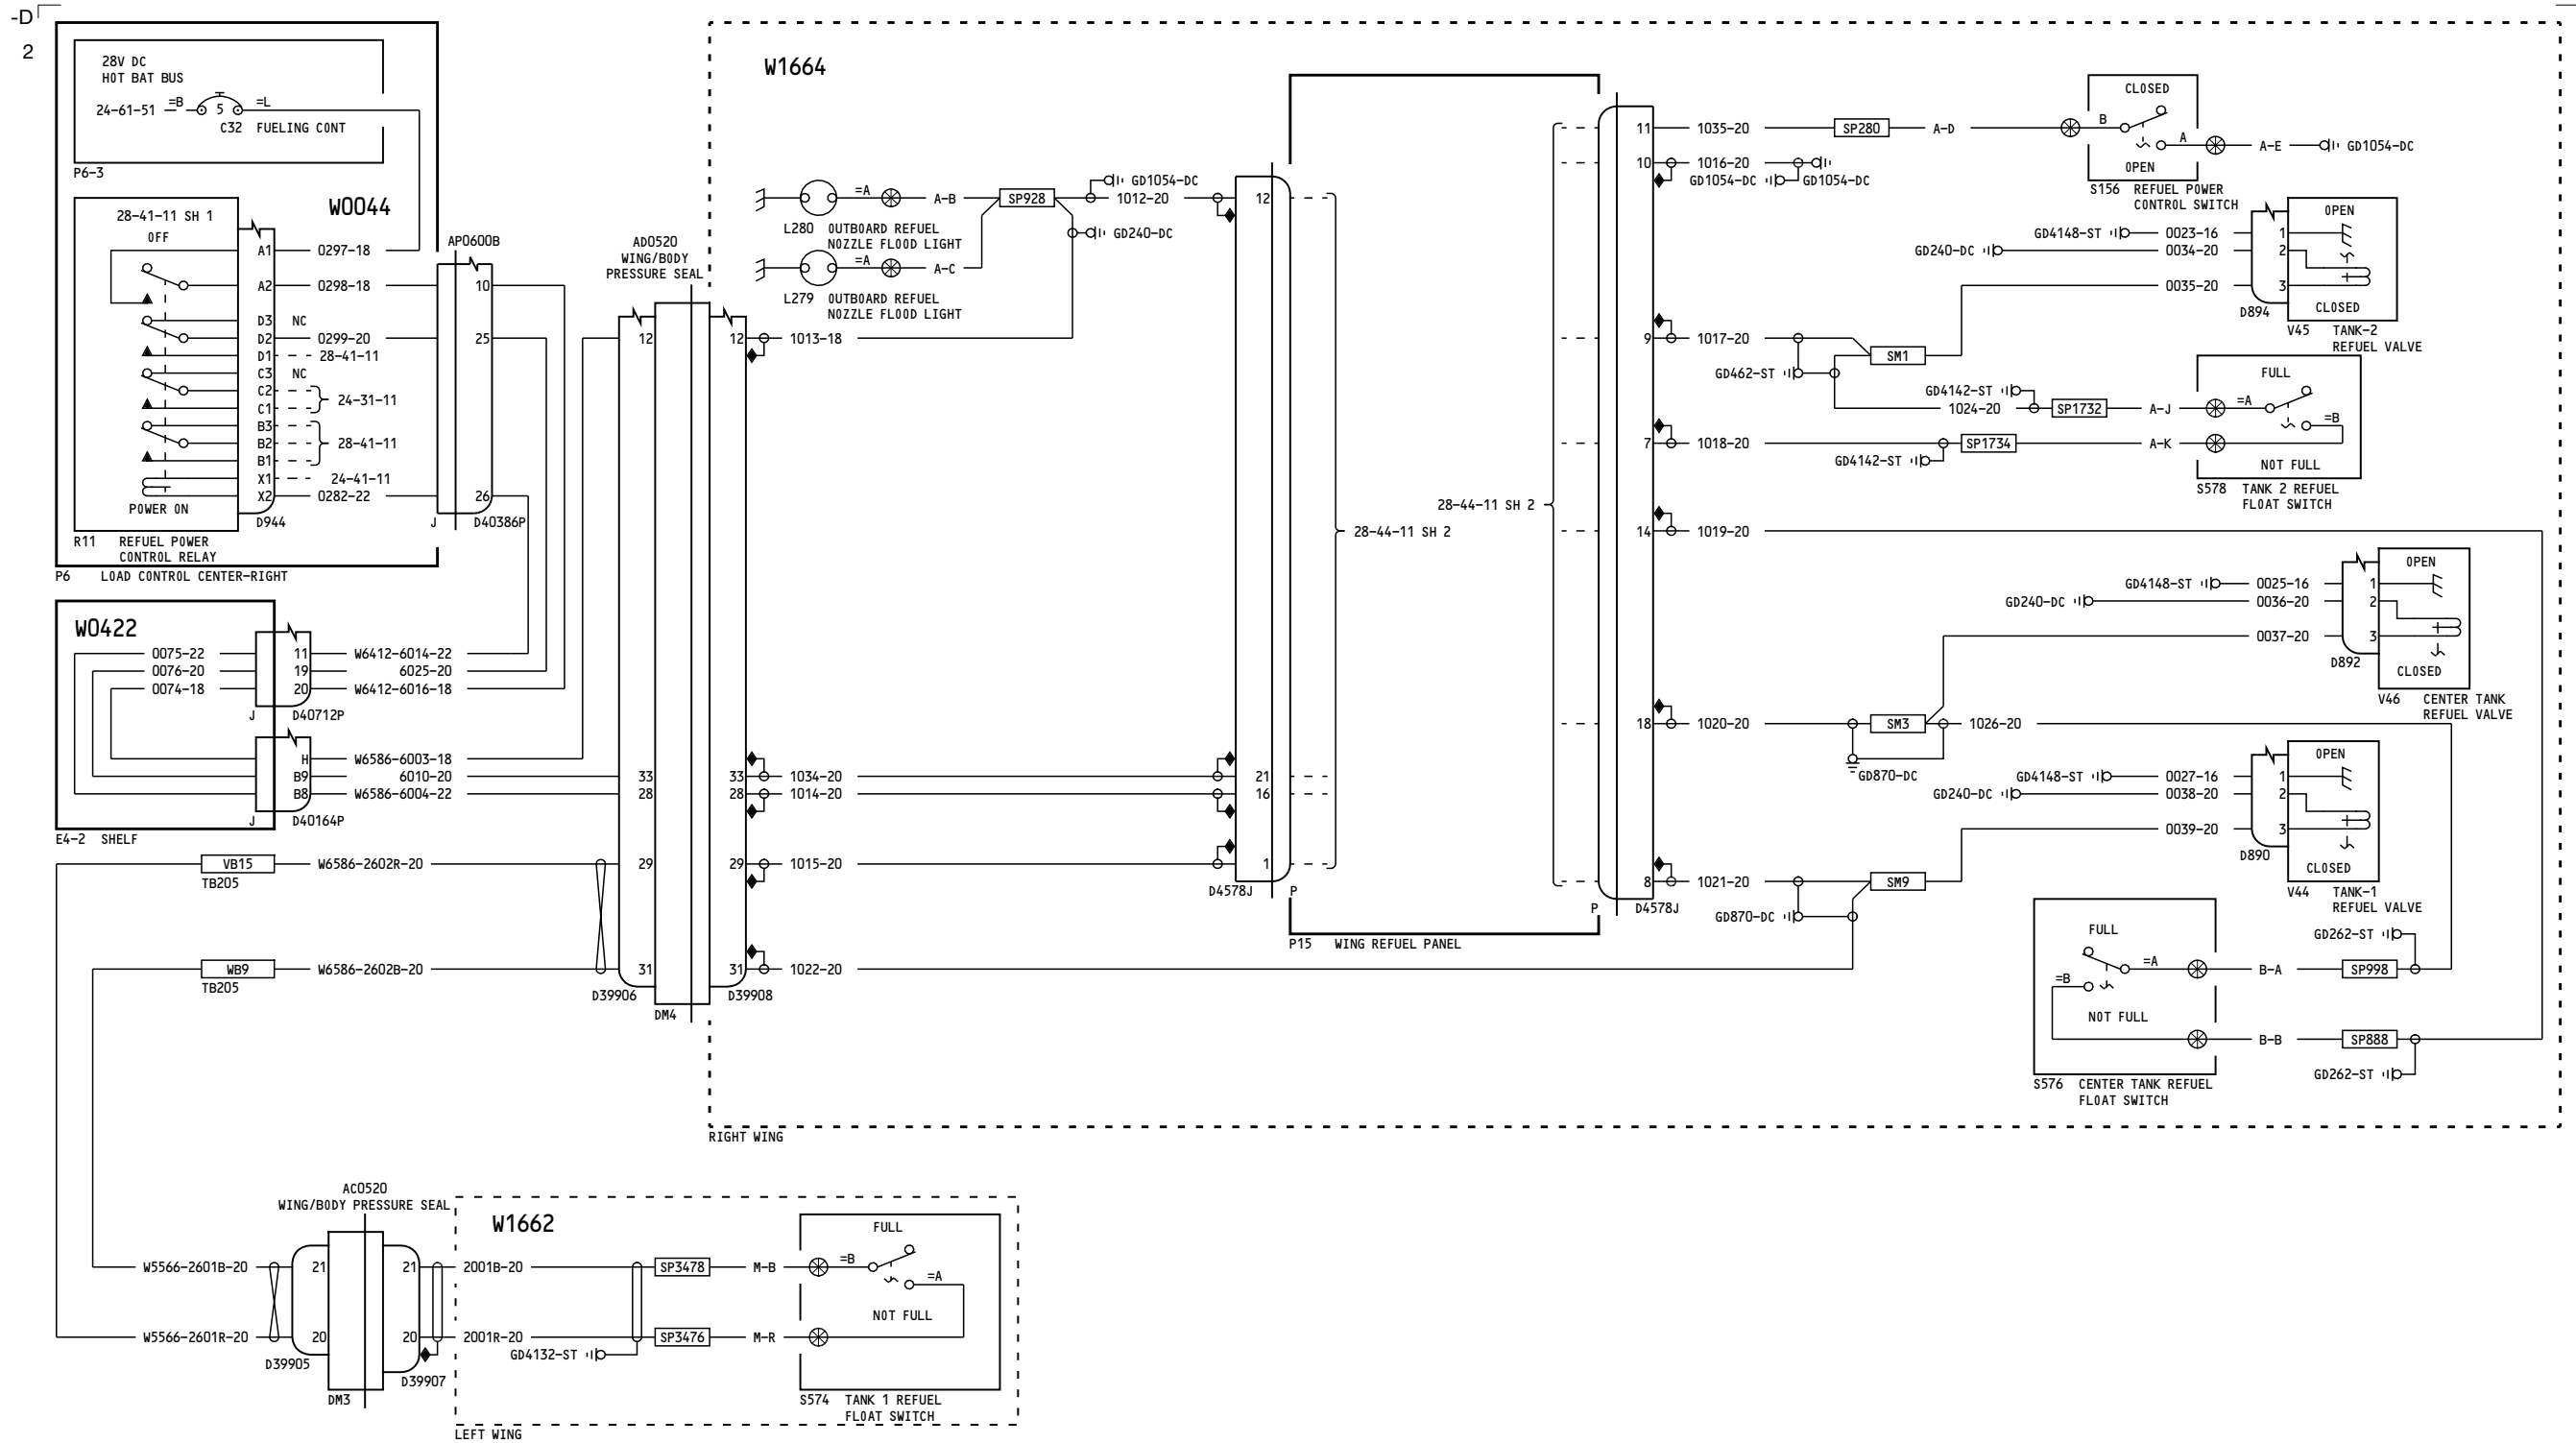 -D
2
28V DC
HOT BAT BUS
24-61-51
=B
5
=L
C32 FUELING CONT
P6-3
W0044
28-41-11 SH 1
OFF
A1 0297-18
A2 0298-18
D3 NC
D2 0299-20
D1 28-41-11
C3 NC
C2
24-31-11
C1
B3
B2 28-41-11
B1
X1 24-41-11
X2 0282-22
POWER ON
D944
R11 REFUEL POWER
CONTROL RELAY
P6 LOAD CONTROL CENTER-RIGHT
AP0600B
10
25
26
J D40386P
W0422
0075-22 11 W6412-6014-22
0076-20 19 6025-20
0074-18 20 W6412-6016-18
J D40712P
H W6586-6003-18
B9 6010-20
B8 W6586-6004-22
J D40164P
E4-2 SHELF
VB15 W6586-2602R-20
TB205
WB9 W6586-2602B-20
TB205
AD0520
WING/BODY
PRESSURE SEAL
12
33
28
29
31
D39906
DM4
12 1013-18
33 1034-20
28 1014-20
29 1015-20
31 1022-20
D39908
W1664
=A A-B SP928
GD1054-DC
1012-20
12
L280 OUTBOARD REFUEL
NOZZLE FLOOD LIGHT
GD240-DC
=A A-C
L279 OUTBOARD REFUEL
NOZZLE FLOOD LIGHT
21
16
1
D4578J P
28-44-11 SH 2
28-44-11 SH 2
P15 WING REFUEL PANEL
P D4578J
11 1035-20 SP280 A-D
B
CLOSED
A
OPEN
A-E GD1054-DC
S156 REFUEL POWER
CONTROL SWITCH
10 1016-20
GD1054-DC GD1054-DC
GD4148-ST 0023-16 1
GD240-DC 0034-20 2
0035-20 3
OPEN
CLOSED
D894
V45 TANK-2
REFUEL VALVE
9 1017-20 SM1
GD462-ST
GD4142-ST
1024-20 SP1732 A-J =A
FULL
=B
7 1018-20 SP1734 A-K
GD4142-ST
NOT FULL
S578 TANK 2 REFUEL
FLOAT SWITCH
14 1019-20
GD4148-ST 0025-16 1
GD240-DC 0036-20 2
0037-20 3
OPEN
CLOSED
D892
V46 CENTER TANK
REFUEL VALVE
18 1020-20 SM3 1026-20
GD870-DC
GD4148-ST 0027-16 1
GD240-DC 0038-20 2
0039-20 3
OPEN
CLOSED
D890
V44 TANK-1
REFUEL VALVE
8 1021-20 SM9
GD870-DC
FULL
=A
=B
NOT FULL
GD262-ST
B-A SP998
B-B SP888
GD262-ST
S576 CENTER TANK REFUEL
FLOAT SWITCH
RIGHT WING
AC0520
WING/BODY PRESSURE SEAL
W5566-2601B-20 21
W5566-2601R-20 20
D39905
DM3
21 2001B-20 SP3478 M-B =B
20 2001R-20 SP3476 M-R
D39907
W1662
GD4132-ST
FULL
=A
NOT FULL
S574 TANK 1 REFUEL
FLOAT SWITCH
LEFT WING